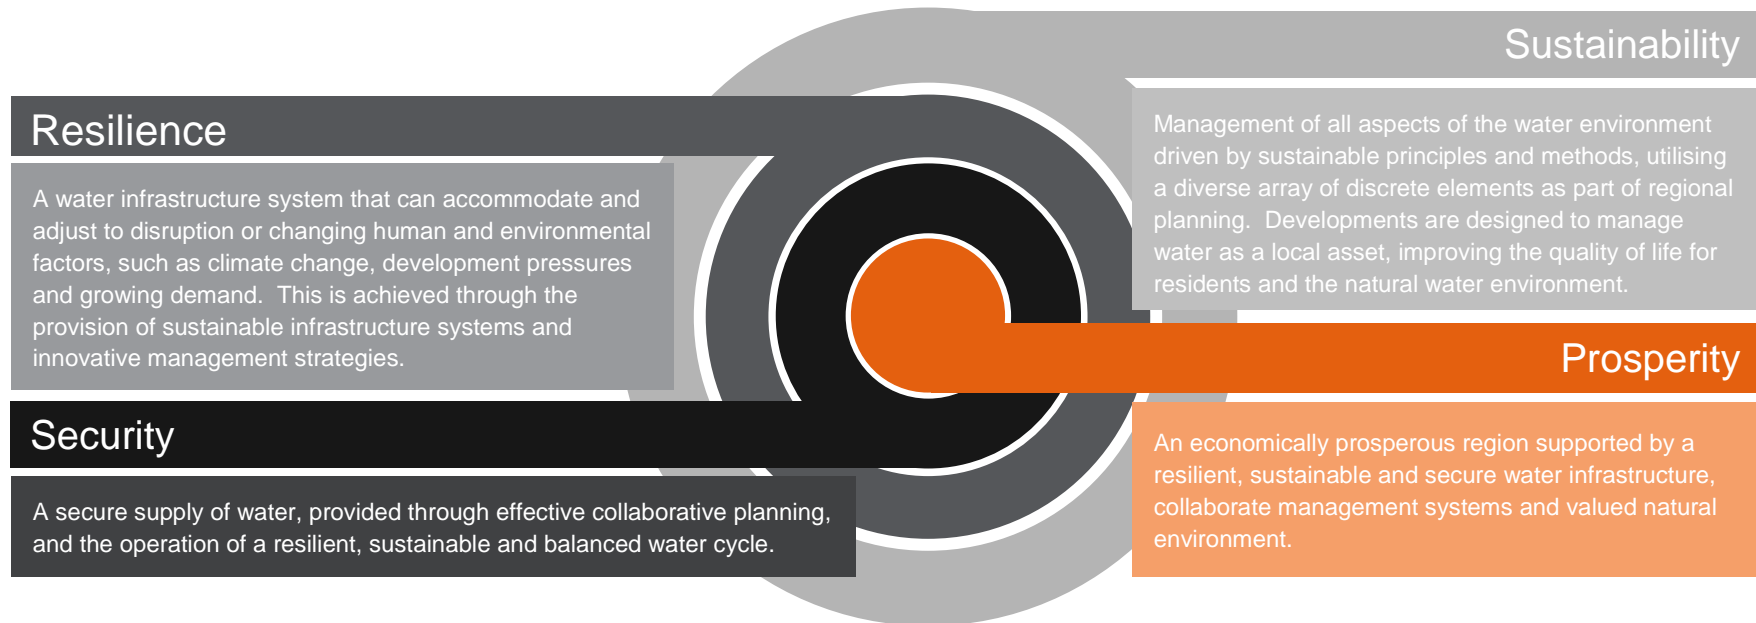 Sustainability
Management of all aspects of the water environment
driven by sustainable principles and methods, utilising
a diverse array of discrete elements as part of regional
planning.  Developments are designed to manage
water as a local asset, improving the quality of life for
residents and the natural water environment.
Resilience
A water infrastructure system that can accommodate and
adjust to disruption or changing human and environmental
factors, such as climate change, development pressures
and growing demand.  This is achieved through the
provision of sustainable infrastructure systems and
innovative management strategies.
Prosperity
An economically prosperous region supported by a
resilient, sustainable and secure water infrastructure,
collaborate management systems and valued natural
environment.
Security
A secure supply of water, provided through effective collaborative planning,
and the operation of a resilient, sustainable and balanced water cycle.